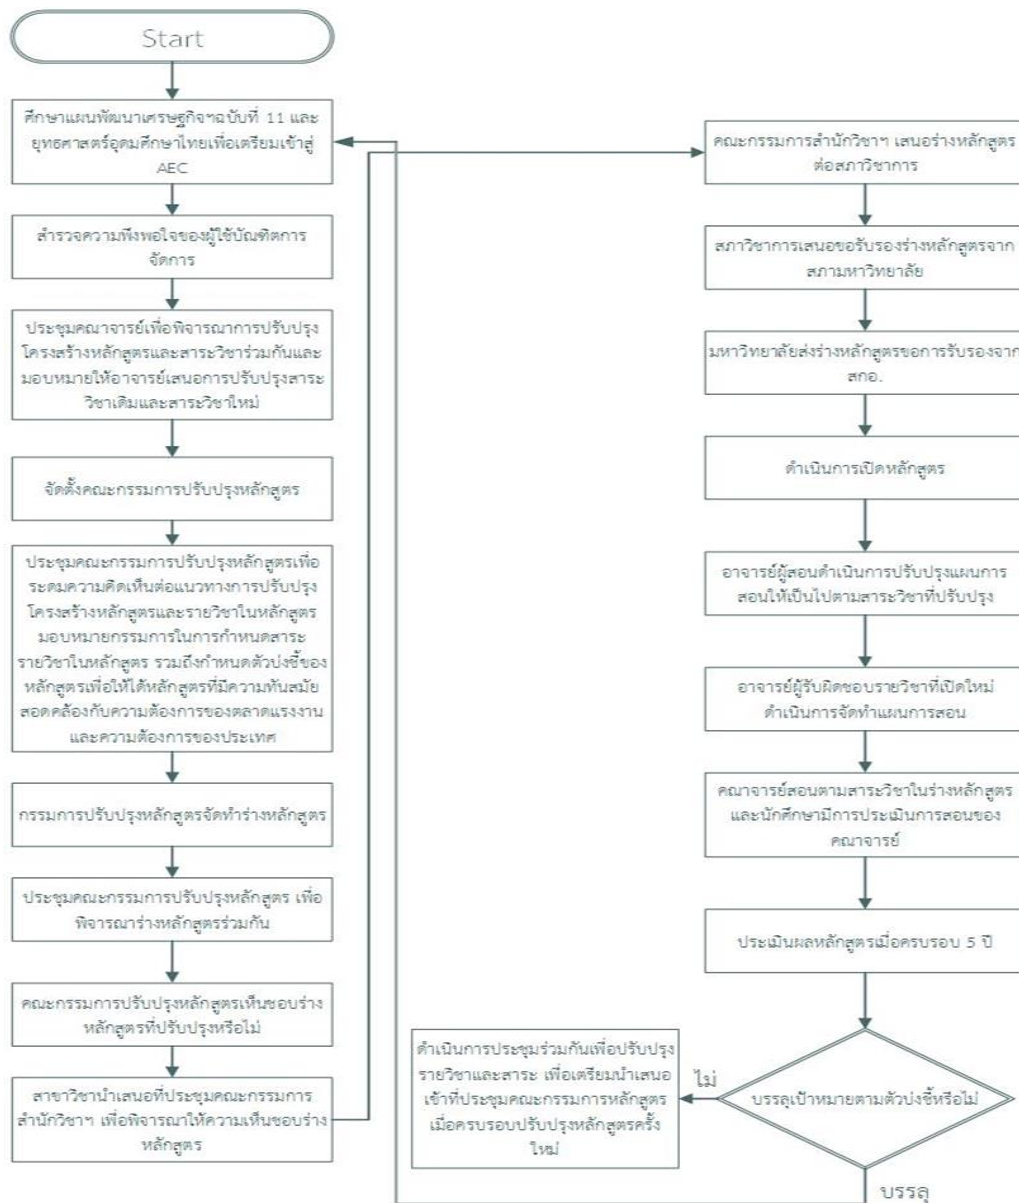 Start
ศึกษาแผนพัฒนาเศรษฐกิจฯฉบับที่ 11 และ
ยุทธศาสตร์อุดมศึกษาไทยเพื่อเตรียมเข้าสู่
AEC
สำรวจความพึงพอใจของผู้ใช้บัณฑิตการ
จัดการ
ประชุมคณาจารย์เพื่อพิจารณาการปรับปรุง
โครงสร้างหลักสูตรและสาระวิชาร่วมกันและ
มอบหมายให้อาจารย์เสนอการปรับปรุงสาระ
วิชาเดิมและสาระวิชาใหม่
จัดตั้งคณะกรรมการปรับปรุงหลักสูตร
ประชุมคณะกรรมการปรับปรุงหลักสูตรเพื่อ
ระดมความคิดเห็นต่อแนวทางการปรับปรุง
โครงสร้างหลักสูตรและรายวิชาในหลักสูตร
มอบหมายกรรมการในการกำหนดสาระ
รายวิชาในหลักสูตร รวมถึงกำหนดตัวบ่งชี้ของ
หลักสูตรเพื่อให้ได้หลักสูตรที่มีความทันสมัย
สอดคล้องกับความต้องการของตลาดแรงงาน
และความต้องการของประเทศ
กรรมการปรับปรุงหลักสูตรจัดทำร่างหลักสูตร
ประชุมคณะกรรมการปรับปรุงหลักสูตร เพื่อ
พิจารณาร่างหลักสูตรร่วมกัน
คณะกรรมการปรับปรุงหลักสูตรเห็นชอบร่าง
หลักสูตรที่ปรับปรุงหรือไม่
สาขาวิชานำเสนอที่ประชุมคณะกรรมการ
สำนักวิชาฯ เพื่อพิจารณาให้ความเห็นชอบร่าง
หลักสูตร
คณะกรรมการสำนักวิชาฯ เสนอร่างหลักสูตร
ต่อสภาวิชาการ
สภาวิชาการเสนอขอรับรองร่างหลักสูตรจาก
สภามหาวิทยาลัย
มหาวิทยาลัยส่งร่างหลักสูตรขอการรับรองจาก
สกอ.
ดำเนินการเปิดหลักสูตร
อาจารย์ผู้สอนดำเนินการปรับปรุงแผนการ
สอนให้เป็นไปตามสาระวิชาที่ปรับปรุง
อาจารย์ผู้รับผิดชอบรายวิชาที่เปิดใหม่
ดำเนินการจัดทำแผนการสอน
คณาจารย์สอนตามสาระวิชาในร่างหลักสูตร
และนักศึกษามีการประเมินการสอนของ
คณาจารย์
ประเมินผลหลักสูตรเมื่อครบรอบ 5 ปี
บรรลุเป้าหมายตามตัวบ่งชี้หรือไม่
ไม่
ดำเนินการประชุมร่วมกันเพื่อปรับปรุง
รายวิชาและสาระ เพื่อเตรียมนำเสนอ
เข้าที่ประชุมคณะกรรมการหลักสูตร
เมื่อครบรอบปรับปรุงหลักสูตรครั้ง
ใหม่
บรรลุ